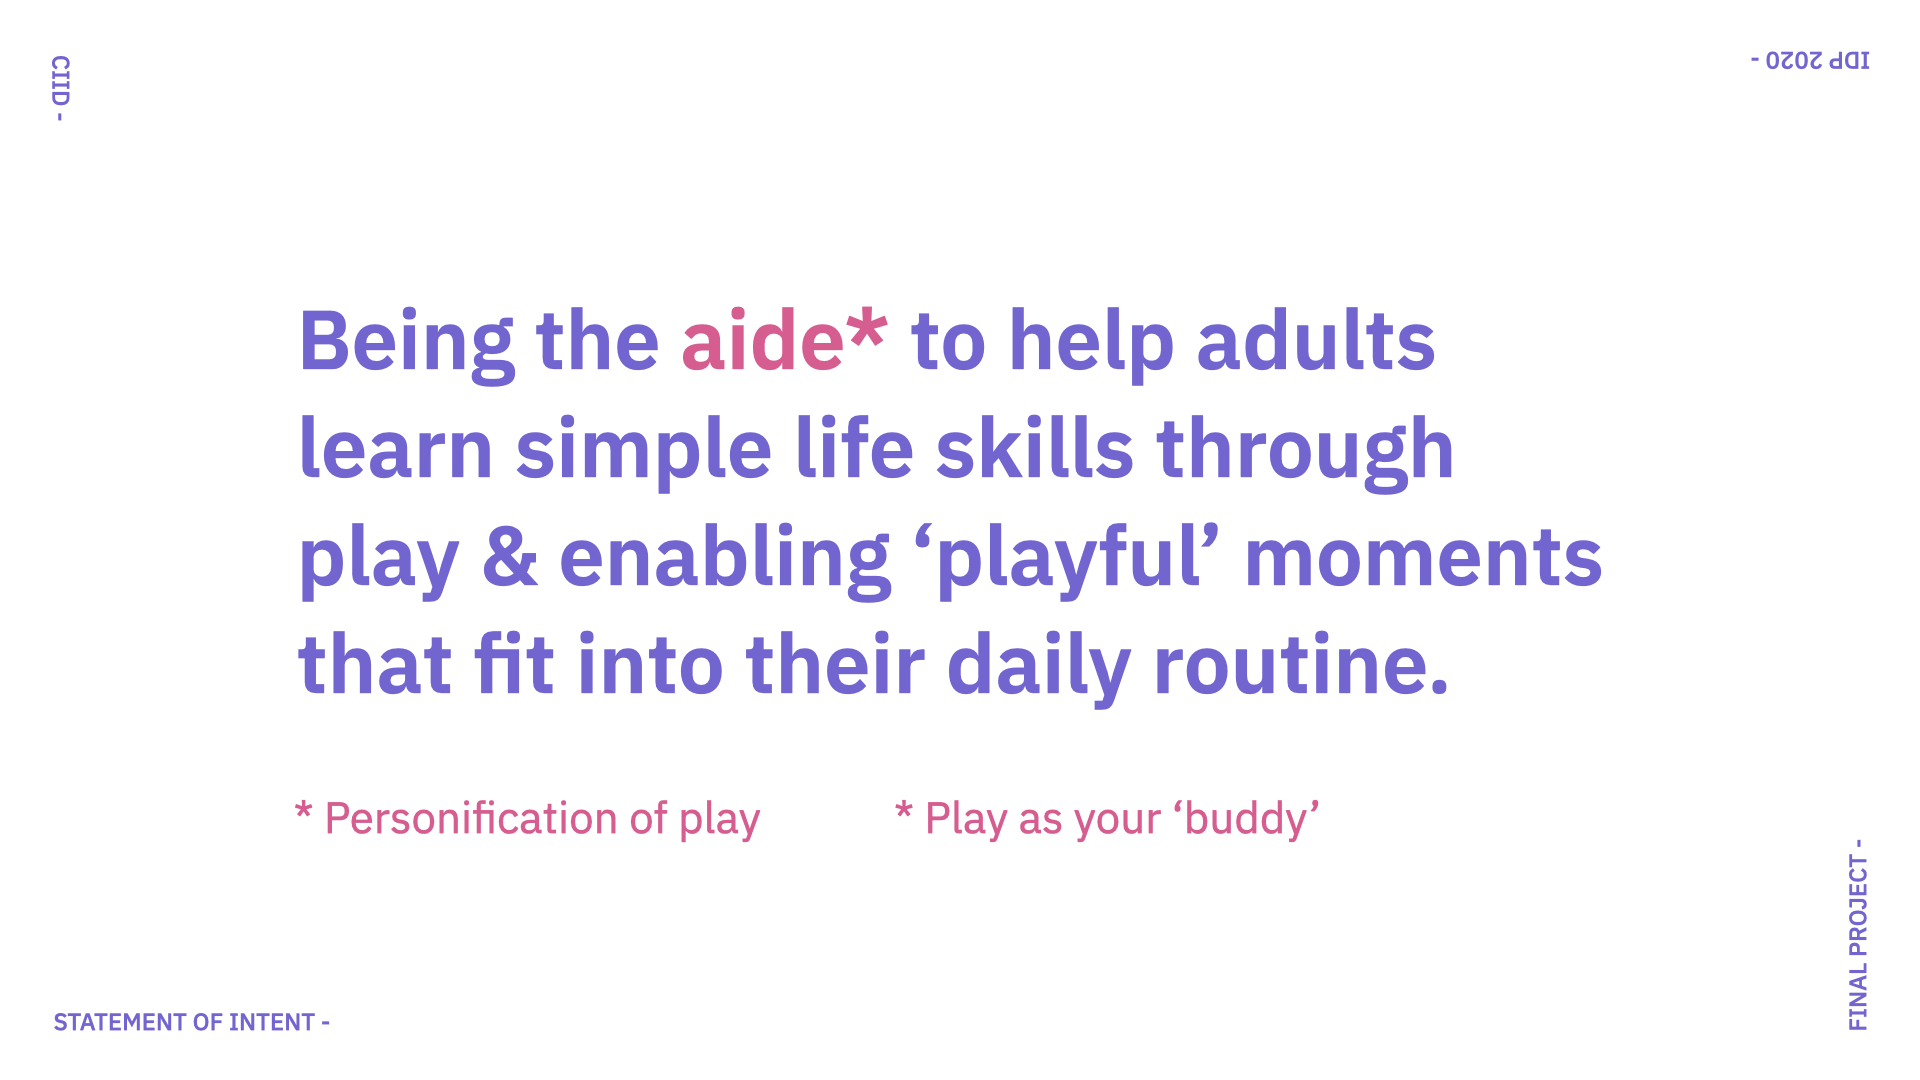 CIID -
IDP 2020 -
Being the aide* to help adults
learn simple life skills through
play & enabling ‘playful’ moments
that fit into their daily routine.
* Personification of play
* Play as your ‘buddy’
FINAL PROJECT -
STATEMENT OF INTENT -